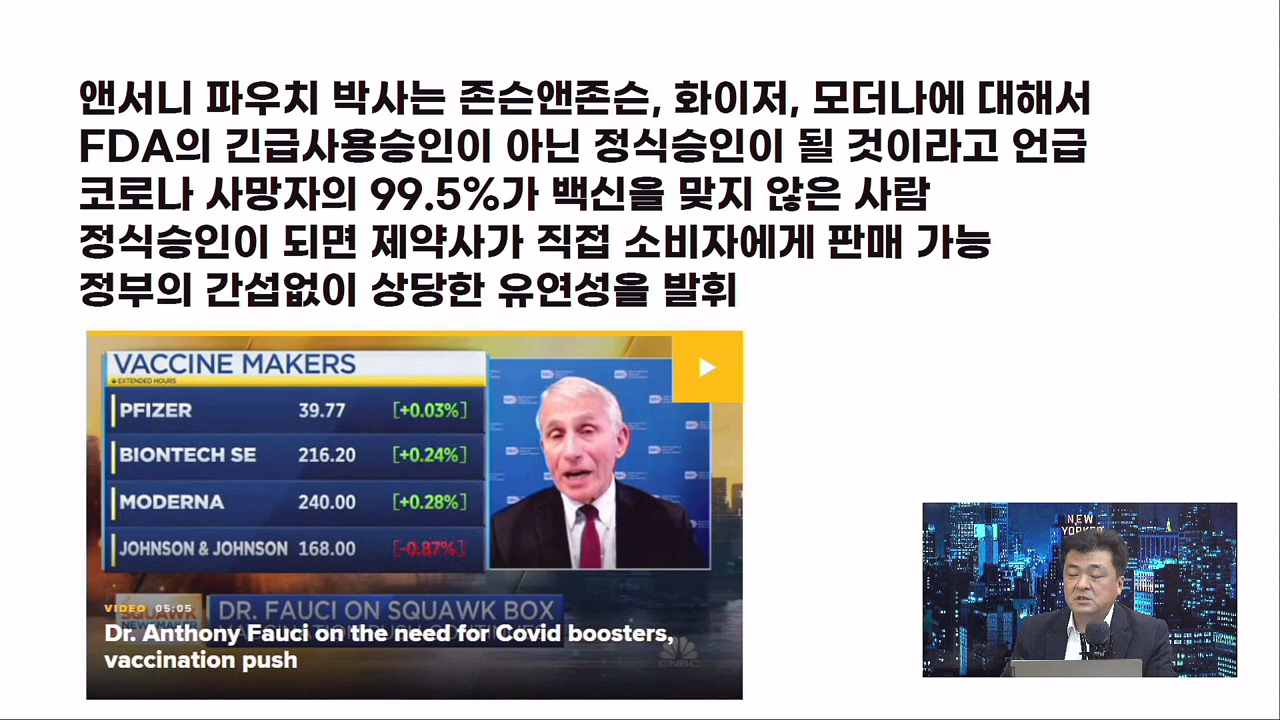 앤서니 파우치 박사는 존슨앤존슨, 화이저, 모더나에 대해서
FDA의 긴급사용승인이 아닌 정식승인이 될 것이라고 언급
코로나 사망자의 99.5%가 백신을 맞지 않은 사람
정식승인이 되면 제약사가 직접 소비자에게 판매 가능
정부의 간섭없이 상당한 유연성을 발휘
VACCINE MAKERS
EXTENDED HOURS
PFIZER 39.77 [+0.03%]
BIONTECH SE 216.20 [+0.24%]
MODERNA 240.00 [+0.28%]
JOHNSON & JOHNSON 168.00 [-0.87%]
VIDEO 05:05
SQUAWK
DR. FAUCI ON SQUAWK BOX
Dr. Anthony Fauci on the need for Covid boosters,
vaccination push
CNBC
NEW
YORKER